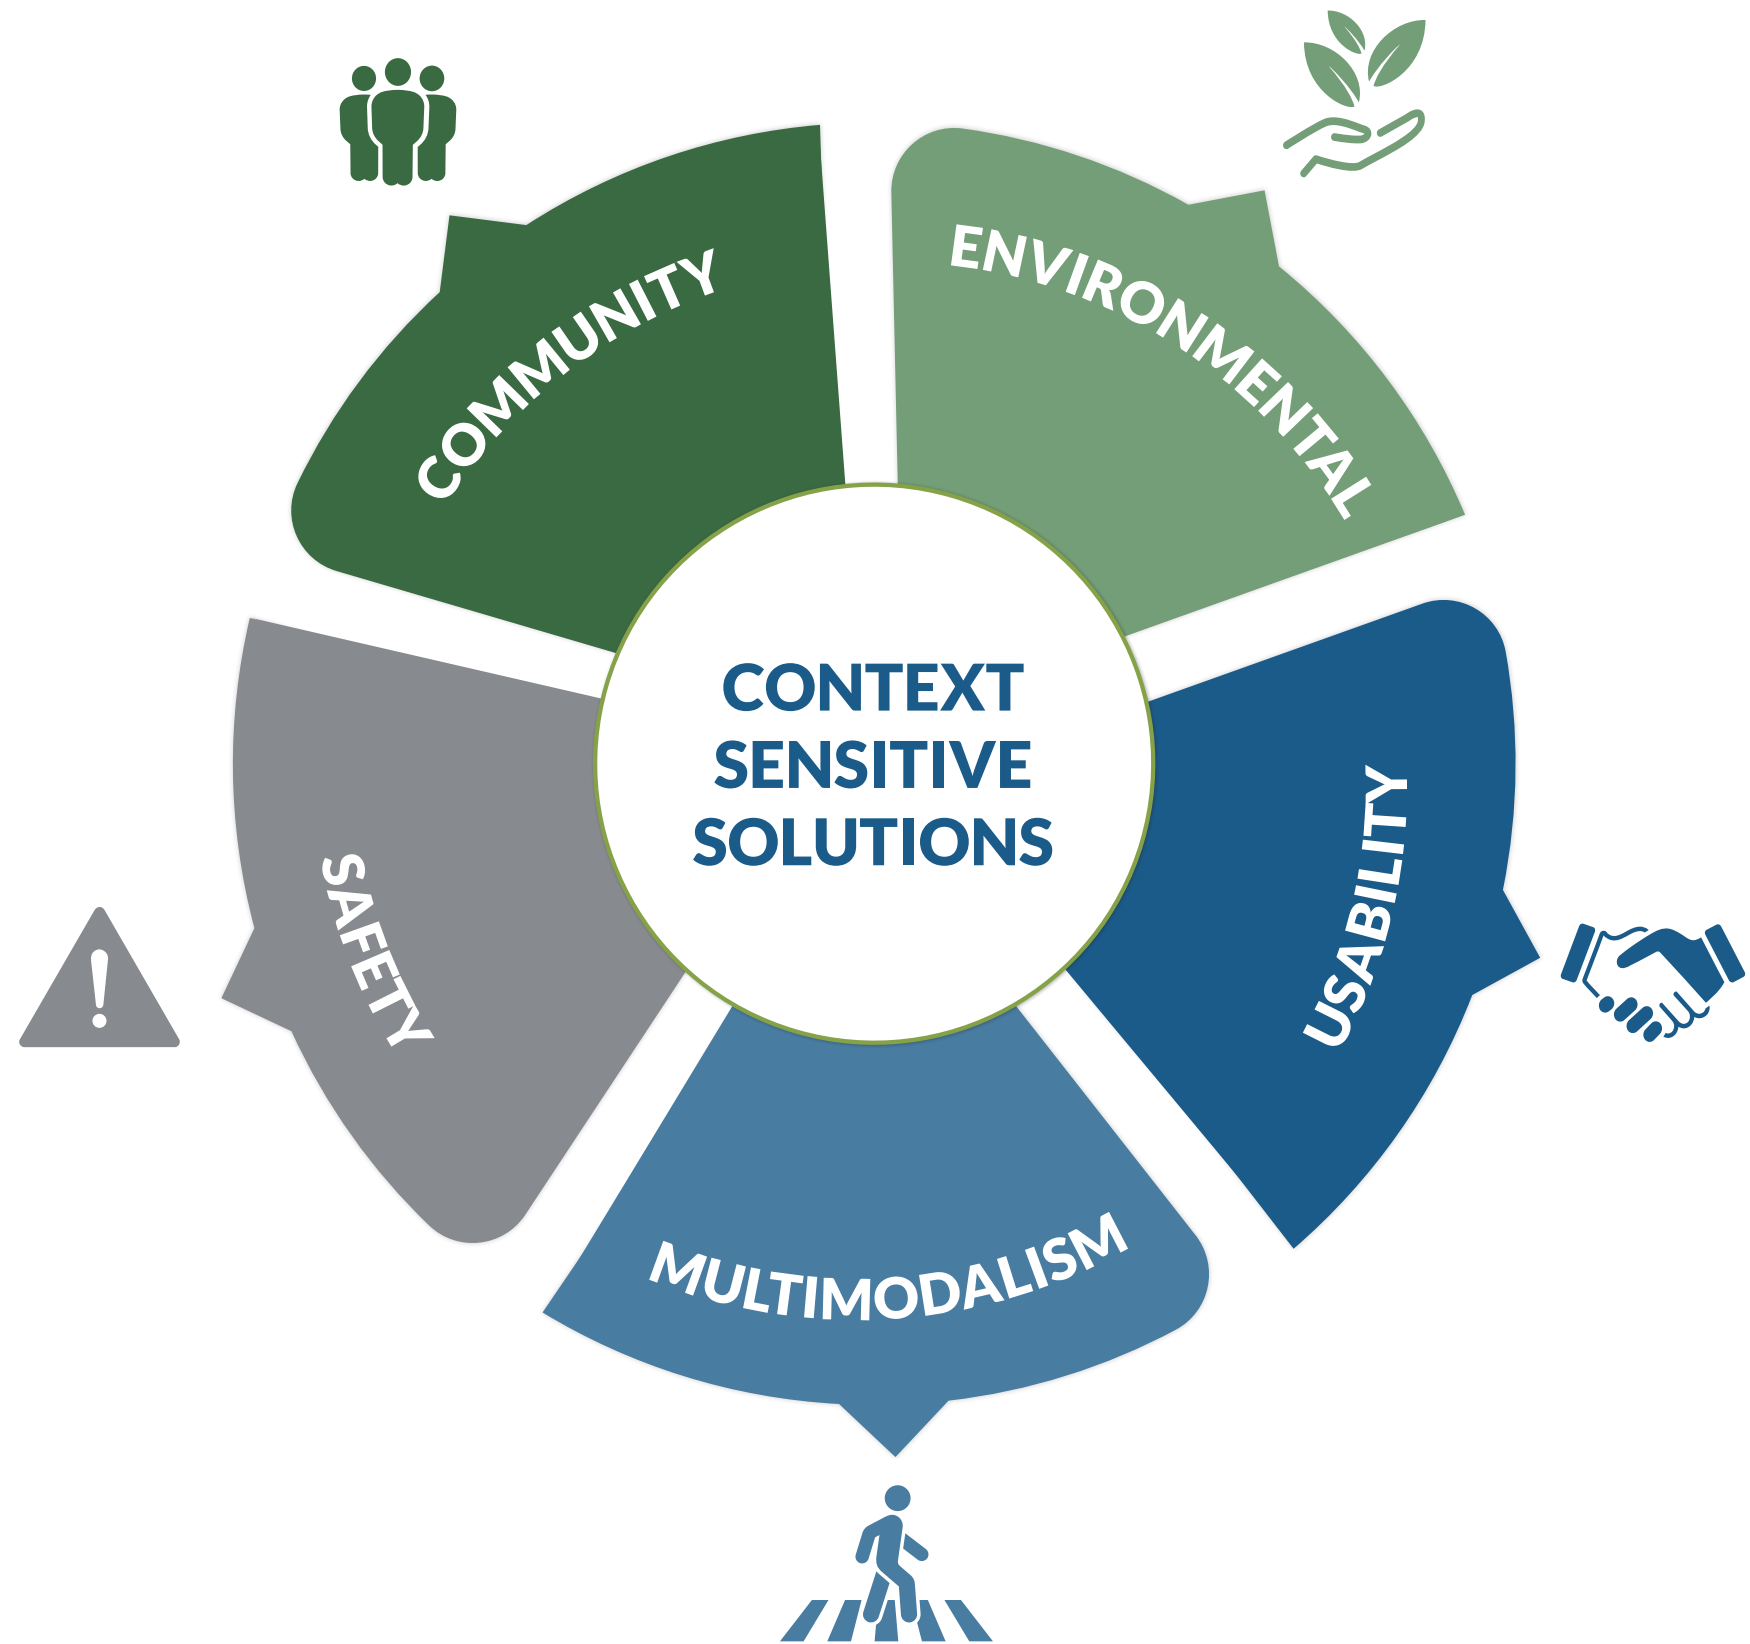 COMMUNITY
ENVIRONMENTAL
CONTEXT
SENSITIVE
SOLUTIONS
USABILITY
SAFETY
MULTIMODALISM